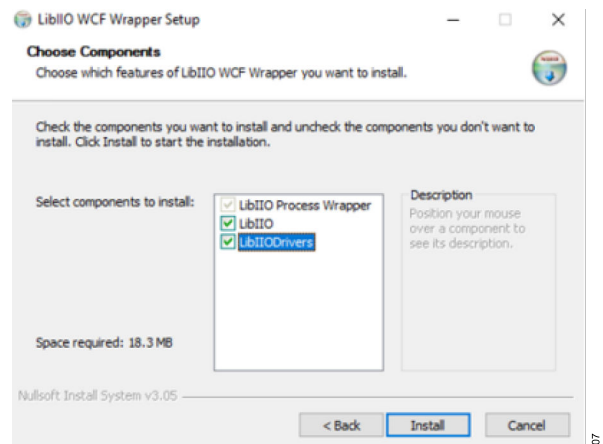 LibIIO WCF Wrapper Setup
Choose Components
Choose which features of LibIIO WCF Wrapper you want to install.
Check the components you want to install and uncheck the components you don't want to
install. Click Install to start the installation.
Select components to install:
LibIIO Process Wrapper
LibIIO
LibIIODrivers
Description
Position your mouse
over a component to
see its description.
Space required: 18.3 MB
Nullsoft Install System v3.05
< Back
Install
Cancel
07